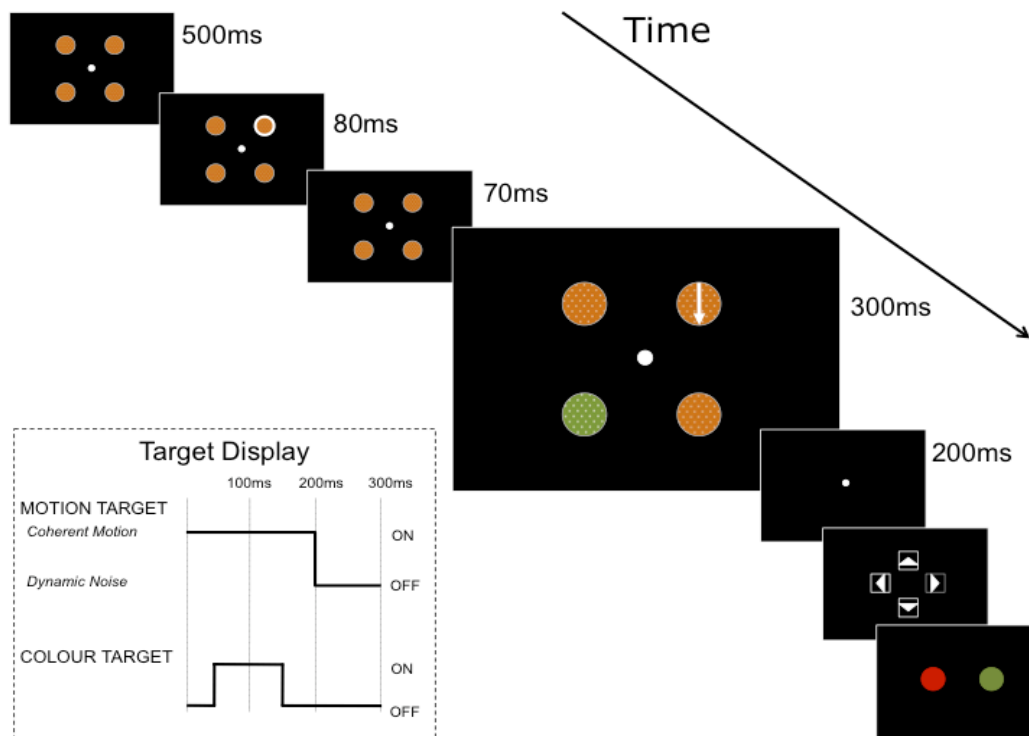 500ms
Time
80ms
70ms
300ms
200ms
Target Display
100ms 200ms 300ms
MOTION TARGET
Coherent Motion ON
Dynamic Noise OFF
COLOUR TARGET ON
OFF